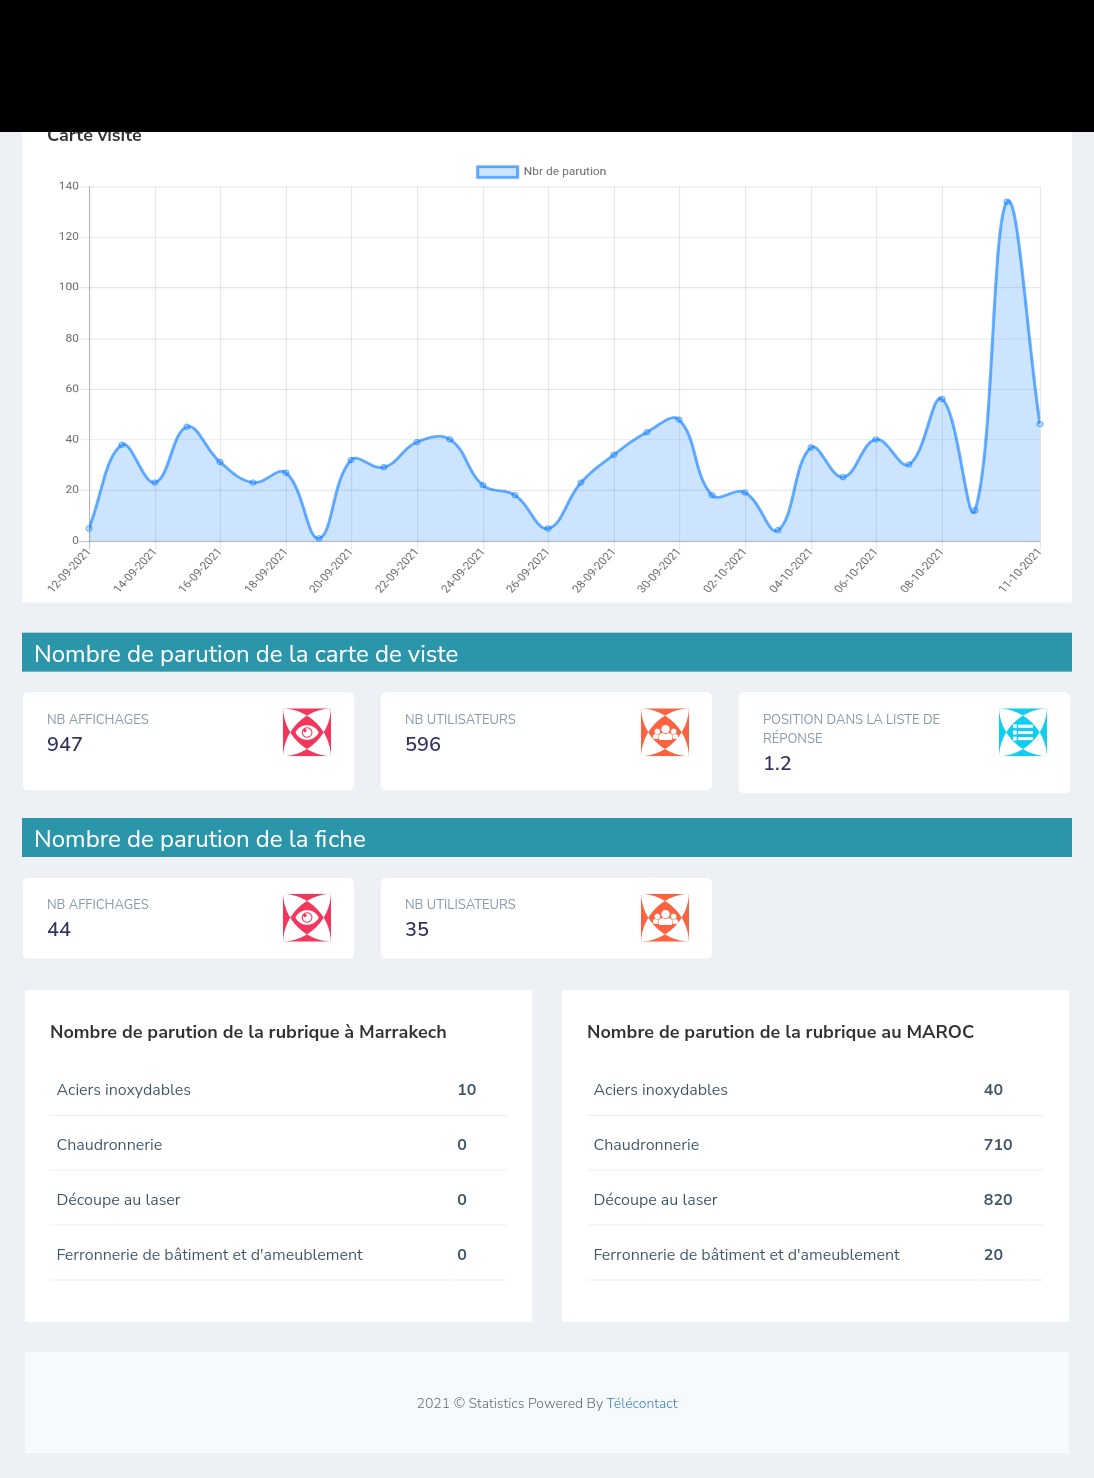 Carte visite
Nbr de parution
140
120
100
80
60
40
20
0
12-09-2021
14-09-2021
16-09-2021
18-09-2021
20-09-2021
22-09-2021
24-09-2021
26-09-2021
28-09-2021
30-09-2021
02-10-2021
04-10-2021
06-10-2021
08-10-2021
11-10-2021
Nombre de parution de la carte de viste
NB AFFICHAGES
947
NB UTILISATEURS
596
POSITION DANS LA LISTE DE
RÉPONSE
1.2
Nombre de parution de la fiche
NB AFFICHAGES
44
NB UTILISATEURS
35
Nombre de parution de la rubrique à Marrakech
Aciers inoxydables 10
Chaudronnerie 0
Découpe au laser 0
Ferronnerie de bâtiment et d'ameublement 0
Nombre de parution de la rubrique au MAROC
Aciers inoxydables 40
Chaudronnerie 710
Découpe au laser 820
Ferronnerie de bâtiment et d'ameublement 20
2021 © Statistics Powered By Télécontact